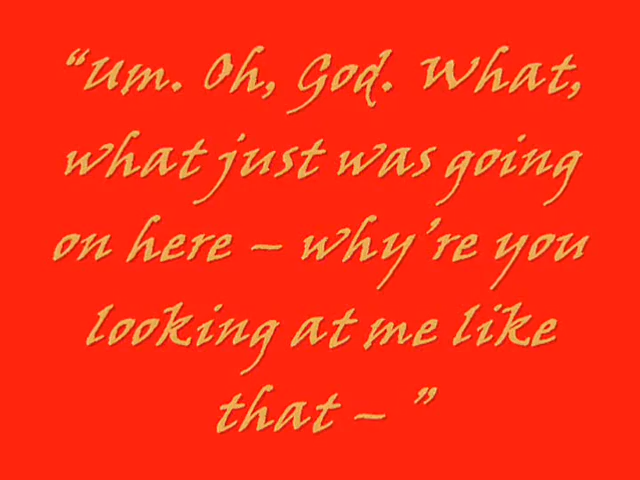 “Um. Oh, God. What,
what just was going
on here – why’re you
looking at me like
that – ”